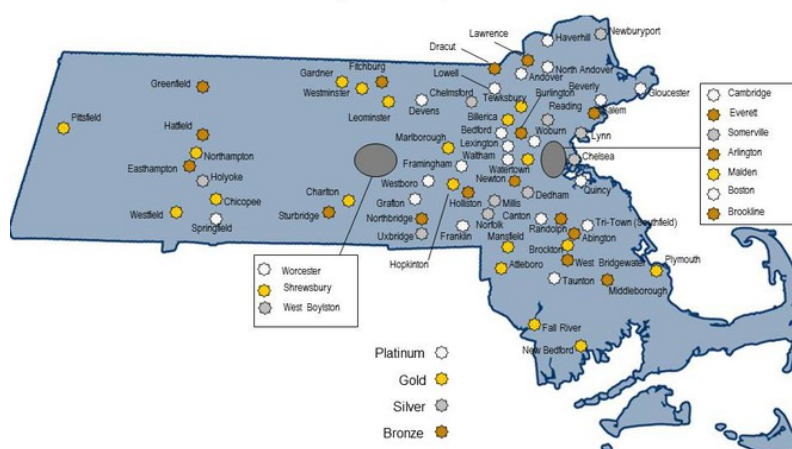 Newburyport
Lawrence
Haverhill
Dracut
Fitchburg
Gardner
Lowell
Andover
North Andover
Greenfield
Westminster
Chelmsford
Tewksbury
Burlington
Beverly
Gloucester
Devens
Reading
Salem
Leominster
Billerica
Pittsfield
Hatfield
Bedford
Woburn
Lynn
Marlborough
Lexington
Northampton
Framingham
Waltham
Chelsea
Easthampton
Watertown
Holyoke
Westboro
Newton
Quincy
Charlton
Dedham
Chicopee
Grafton
Holliston
Mills
Westfield
Sturbridge
Northbridge
Norfolk
Canton
Tri-Town (Southfield)
Springfield
Uxbridge
Franklin
Randolph
Abington
Mansfield
Brockton
Hopkinton
Attleboro
West Bridgewater
Plymouth
Taunton
Middleborough
Fall River
New Bedford
Cambridge
Everett
Somerville
Arlington
Malden
Boston
Brookline
Worcester
Shrewsbury
West Boylston
Platinum
Gold
Silver
Bronze